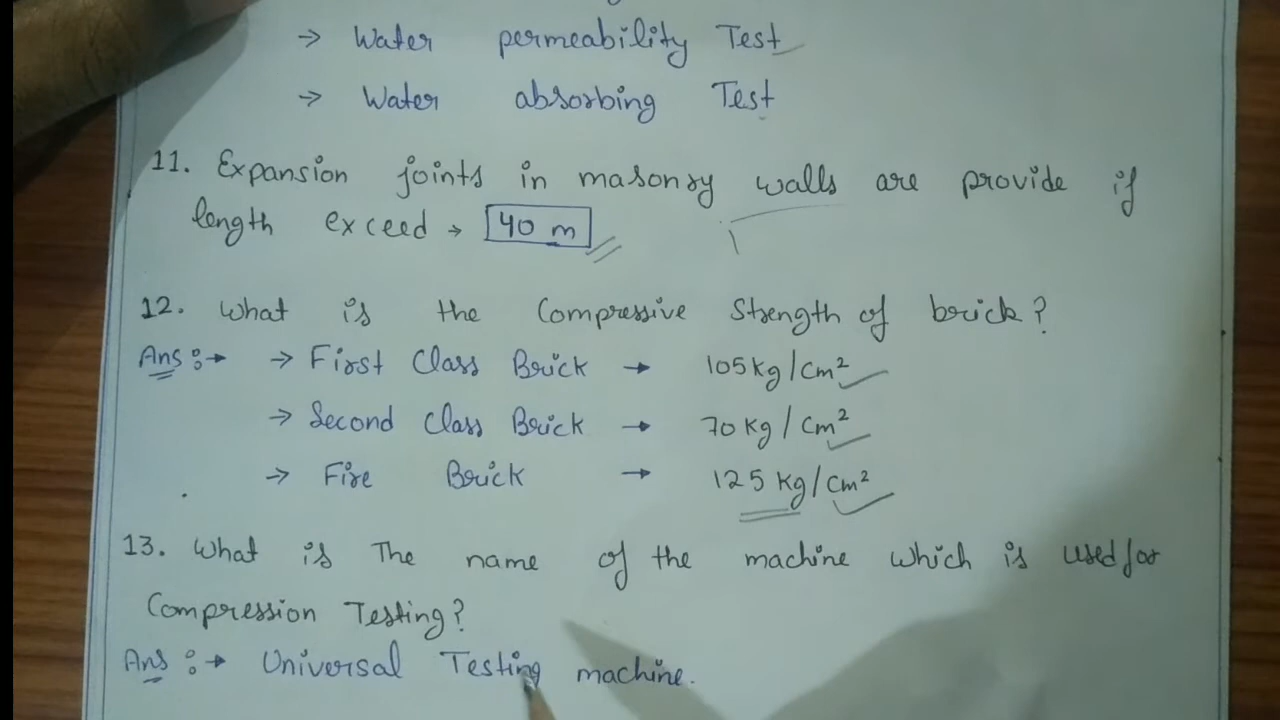 → Water permeability Test
→ Water absorbing Test
11. Expansion joints in masonry walls are provide if
length exceed → 40 m
12. What is the Compressive Strength of brick?
Ans :→ → First Class Brick → 105 kg/cm²
→ Second Class Brick → 70 kg/cm²
→ Fire Brick → 125 kg/cm²
13. What is The name of the machine which is used for
Compression Testing?
Ans :→ Universal Testing machine.